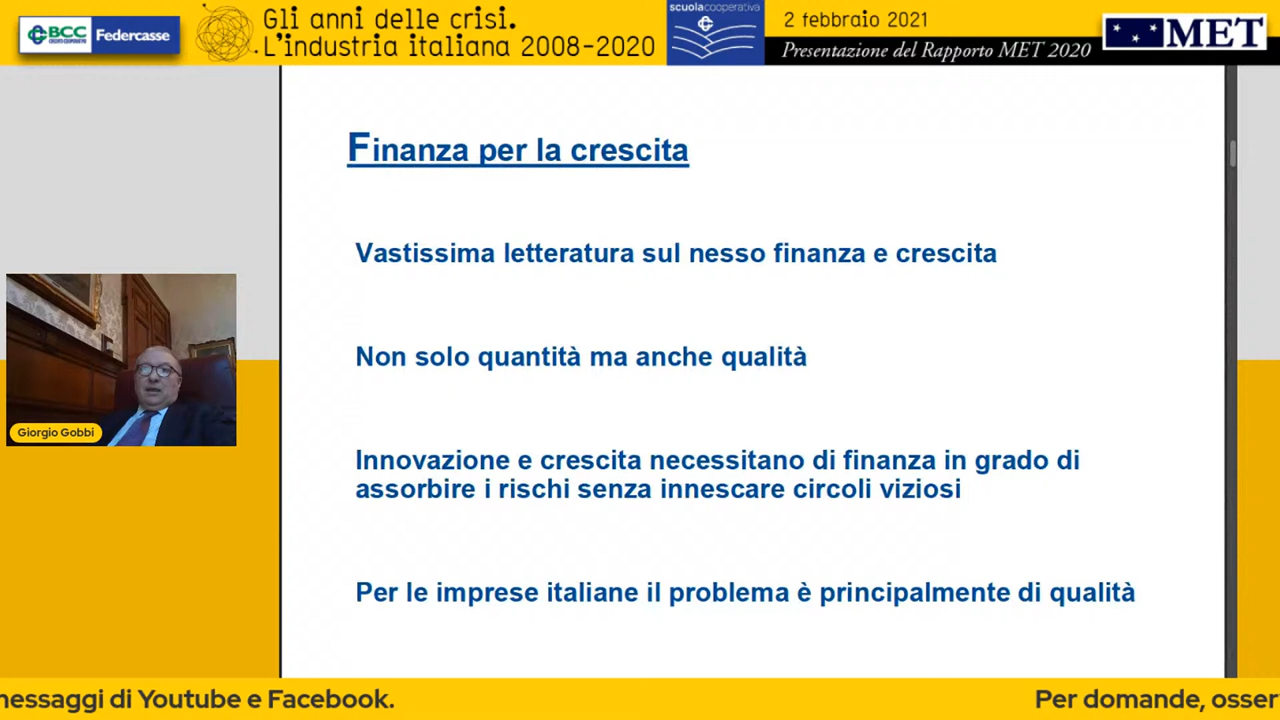 BCC
CREDITO COOPERATIVO
Federcasse
Gli anni delle crisi.
L'industria italiana 2008-2020
scuolacooperativa
2 febbraio 2021
Presentazione del Rapporto MET 2020
MET
Finanza per la crescita
Vastissima letteratura sul nesso finanza e crescita
Non solo quantità ma anche qualità
Innovazione e crescita necessitano di finanza in grado di
assorbire i rischi senza innescare circoli viziosi
Per le imprese italiane il problema è principalmente di qualità
Giorgio Gobbi
messaggi di Youtube e Facebook.
Per domande, osser